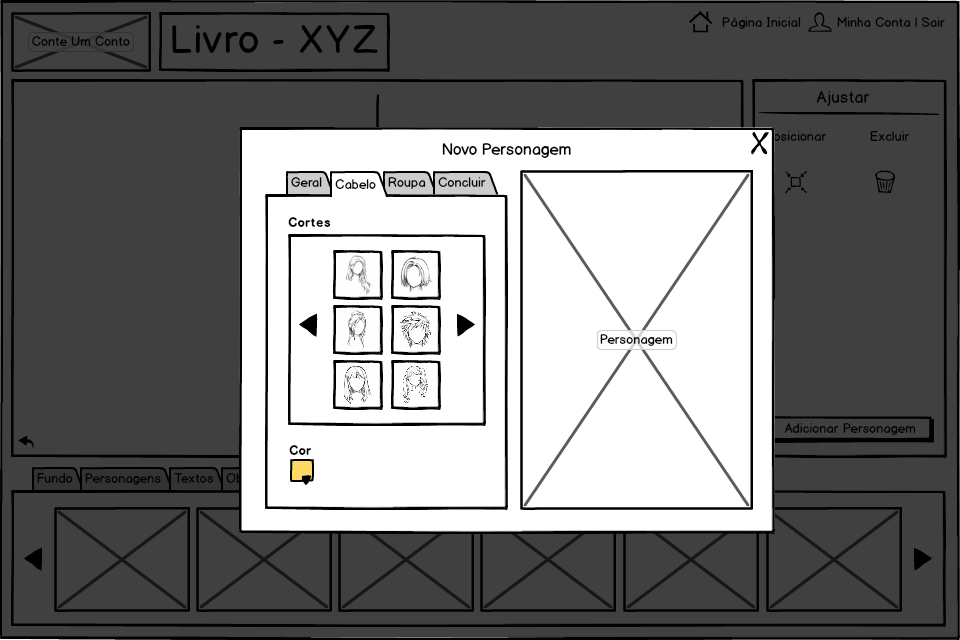 Conte Um Conto
Livro - XYZ
Página Inicial
Minha Conta | Sair
Ajustar
osicionar
Excluir
Novo Personagem
X
Geral
Cabelo
Roupa
Concluir
Cortes
Personagem
Cor
Adicionar Personagem
Fundo
Personagens
Textos
Ob